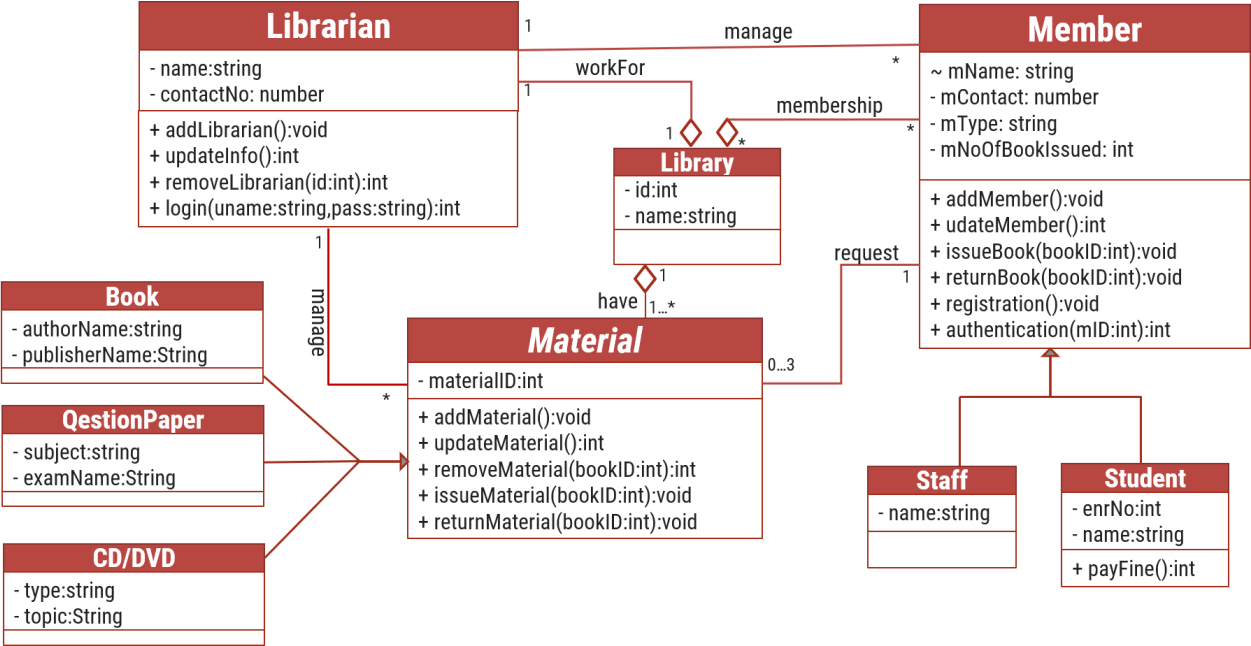 Librarian
- name:string
- contactNo: number
+ addLibrarian():void
+ updateInfo():int
+ removeLibrarian(id:int):int
+ login(uname:string,pass:string):int
1
manage
*
1
workFor
1
membership
*
*
Member
~ mName: string
- mContact: number
- mType: string
- mNoOfBookIssued: int
+ addMember():void
+ udateMember():int
+ issueBook(bookID:int):void
+ returnBook(bookID:int):void
+ registration():void
+ authentication(mID:int):int
Library
- id:int
- name:string
1
have
1...*
request
1
0...3
1
manage
*
Book
- authorName:string
- publisherName:String
QestionPaper
- subject:string
- examName:String
CD/DVD
- type:string
- topic:String
Material
- materialID:int
+ addMaterial():void
+ updateMaterial():int
+ removeMaterial(bookID:int):int
+ issueMaterial(bookID:int):void
+ returnMaterial(bookID:int):void
Staff
- name:string
Student
- enrNo:int
- name:string
+ payFine():int